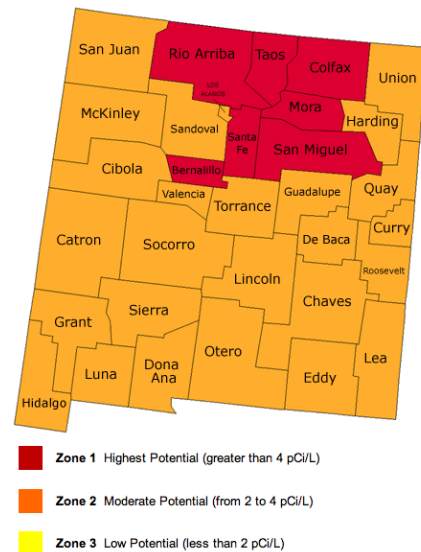 San Juan
Rio Arriba
Taos
Colfax
Union
LOS
ALAMOS
Mora
McKinley
Sandoval
Harding
Santa
Fe
San Miguel
Cibola
Bernalillo
Quay
Valencia
Guadalupe
Torrance
Curry
Catron
Socorro
De Baca
Roosevelt
Lincoln
Chaves
Sierra
Grant
Otero
Lea
Luna
Dona
Ana
Eddy
Hidalgo
Zone 1 Highest Potential (greater than 4 pCi/L)
Zone 2 Moderate Potential (from 2 to 4 pCi/L)
Zone 3 Low Potential (less than 2 pCi/L)